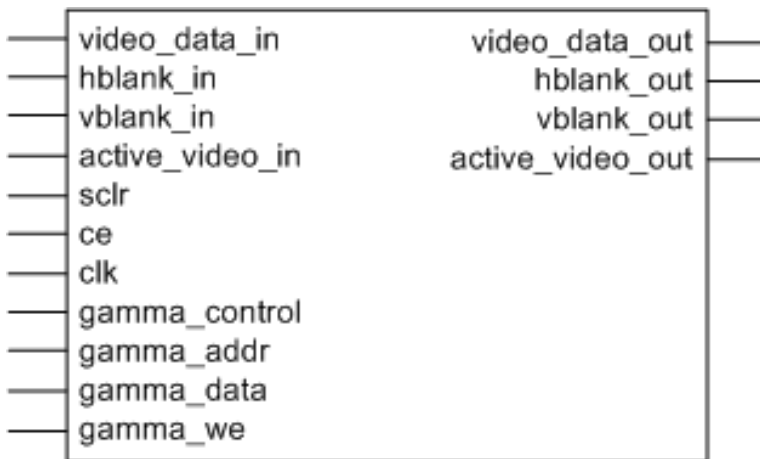 video_data_in video_data_out
hblank_in hblank_out
vblank_in vblank_out
active_video_in active_video_out
sclr
ce
clk
gamma_control
gamma_addr
gamma_data
gamma_we